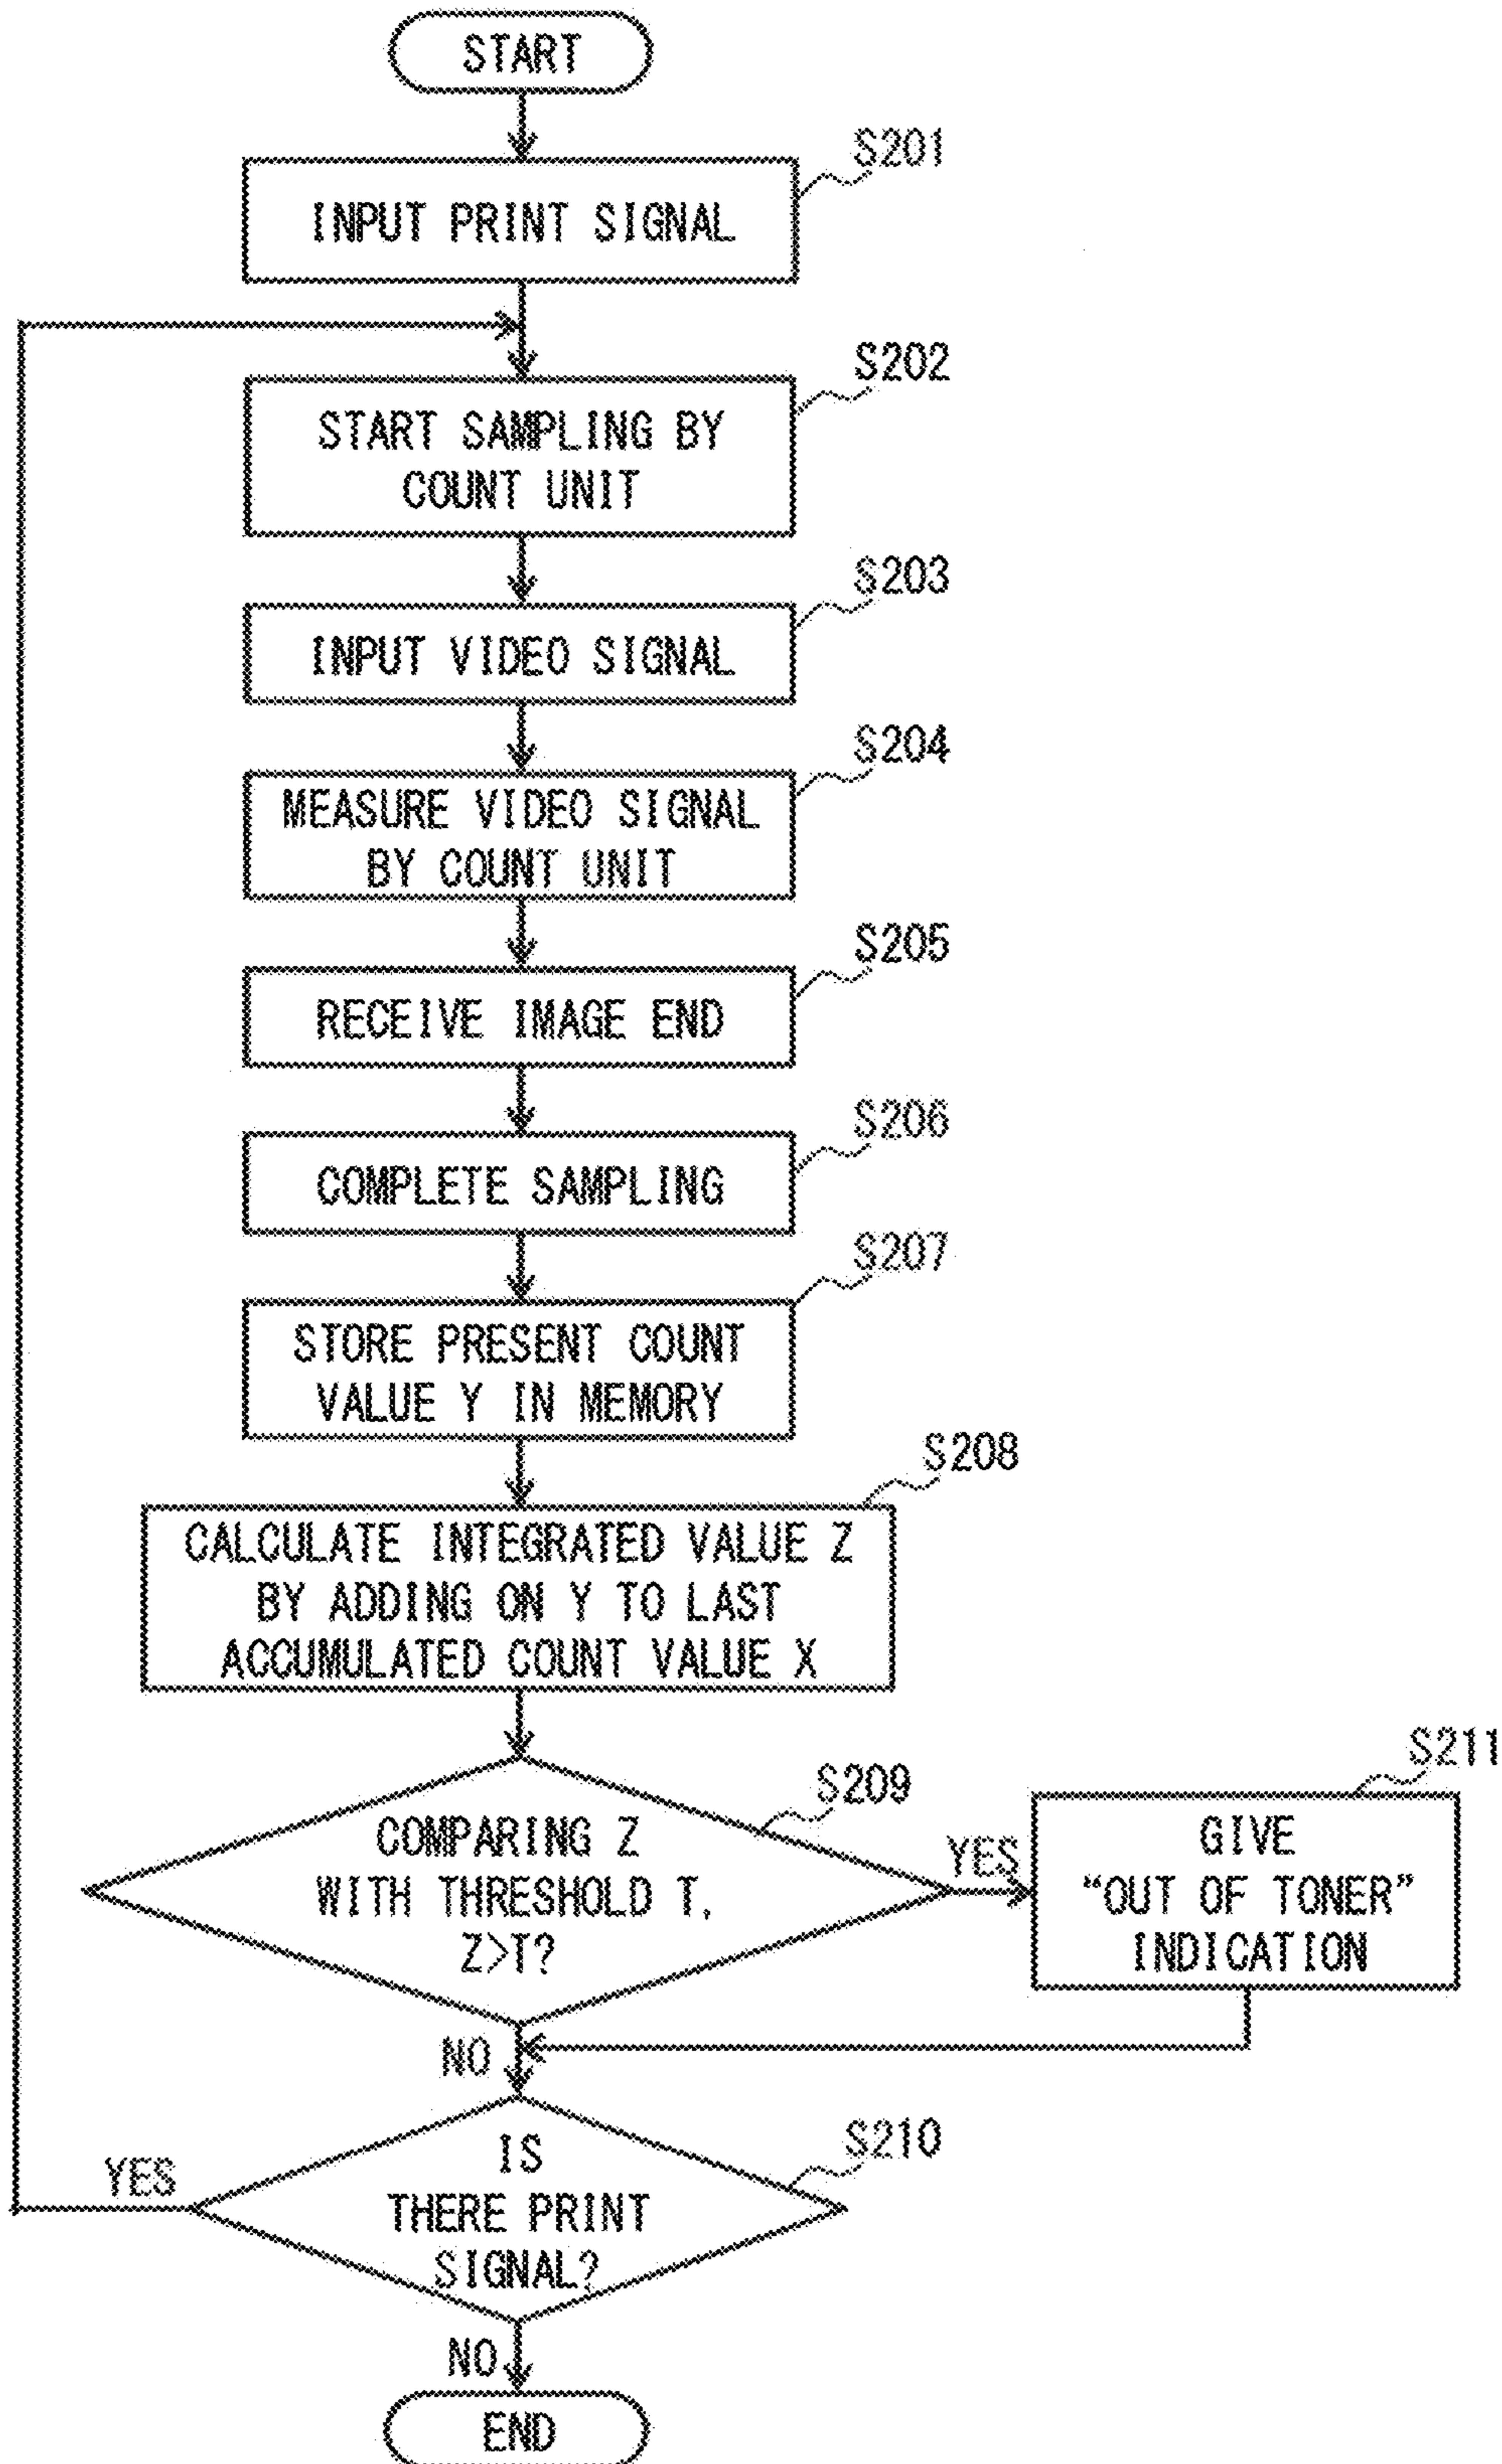 START
S201
INPUT PRINT SIGNAL
S202
START SAMPLING BY
COUNT UNIT
S203
INPUT VIDEO SIGNAL
S204
MEASURE VIDEO SIGNAL
BY COUNT UNIT
S205
RECEIVE IMAGE END
S206
COMPLETE SAMPLING
S207
STORE PRESENT COUNT
VALUE Y IN MEMORY
S208
CALCULATE INTEGRATED VALUE Z
BY ADDING ON Y TO LAST
ACCUMULATED COUNT VALUE X
S209
COMPARING Z
WITH THRESHOLD T,
Z>T?
YES
S211
GIVE
“OUT OF TONER”
INDICATION
NO
S210
IS
THERE PRINT
SIGNAL?
YES
NO
END